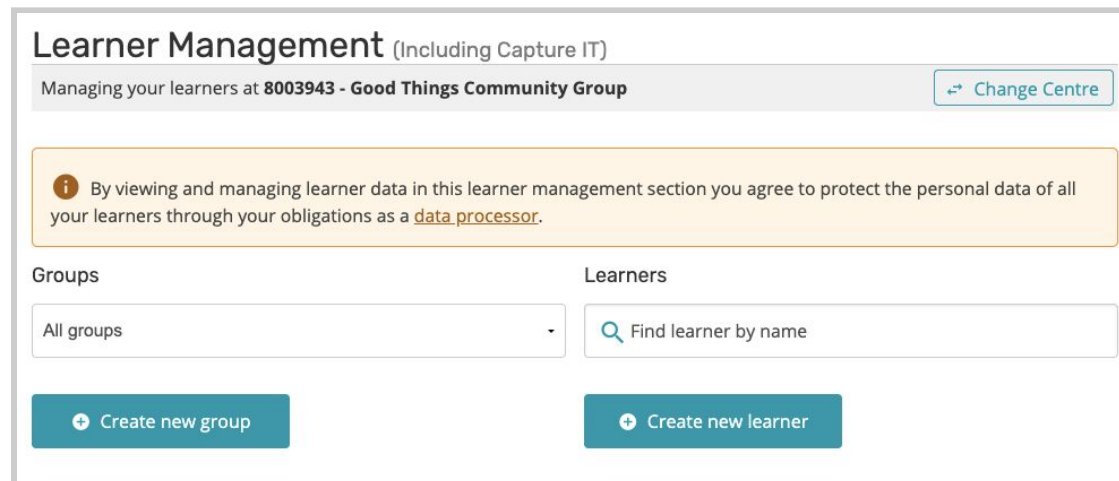 Learner Management (Including Capture IT)
Managing your learners at 8003943 - Good Things Community Group
Change Centre
By viewing and managing learner data in this learner management section you agree to protect the personal data of all
your learners through your obligations as a data processor.
Groups
Learners
All groups
Find learner by name
Create new group
Create new learner